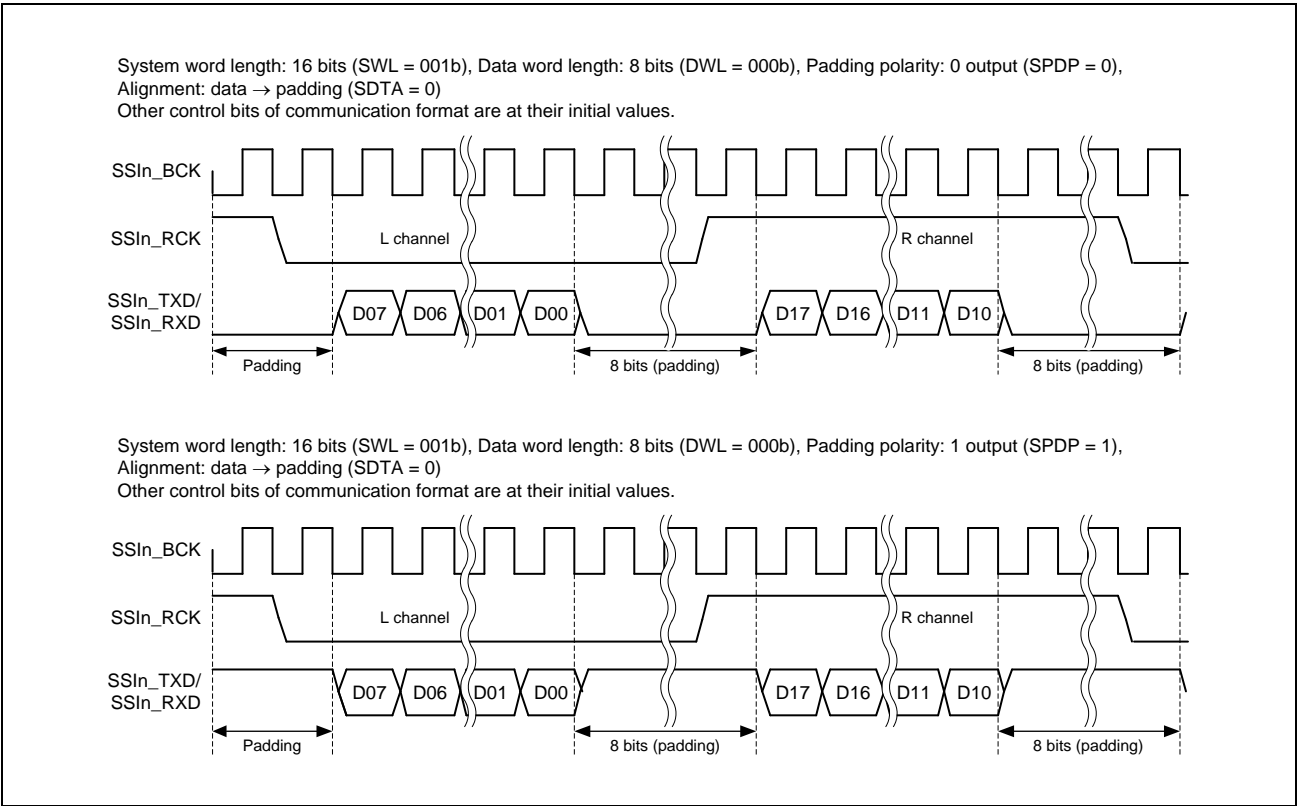 System word length: 16 bits (SWL = 001b), Data word length: 8 bits (DWL = 000b), Padding polarity: 0 output (SPDP = 0),
Alignment: data → padding (SDTA = 0)
Other control bits of communication format are at their initial values.
SSIn_BCK
SSIn_RCK
L channel
R channel
SSIn_TXD/
SSIn_RXD
D07 D06 D01 D00 D17 D16 D11 D10
Padding
8 bits (padding)
8 bits (padding)
System word length: 16 bits (SWL = 001b), Data word length: 8 bits (DWL = 000b), Padding polarity: 1 output (SPDP = 1),
Alignment: data → padding (SDTA = 0)
Other control bits of communication format are at their initial values.
SSIn_BCK
SSIn_RCK
L channel
R channel
SSIn_TXD/
SSIn_RXD
D07 D06 D01 D00 D17 D16 D11 D10
Padding
8 bits (padding)
8 bits (padding)